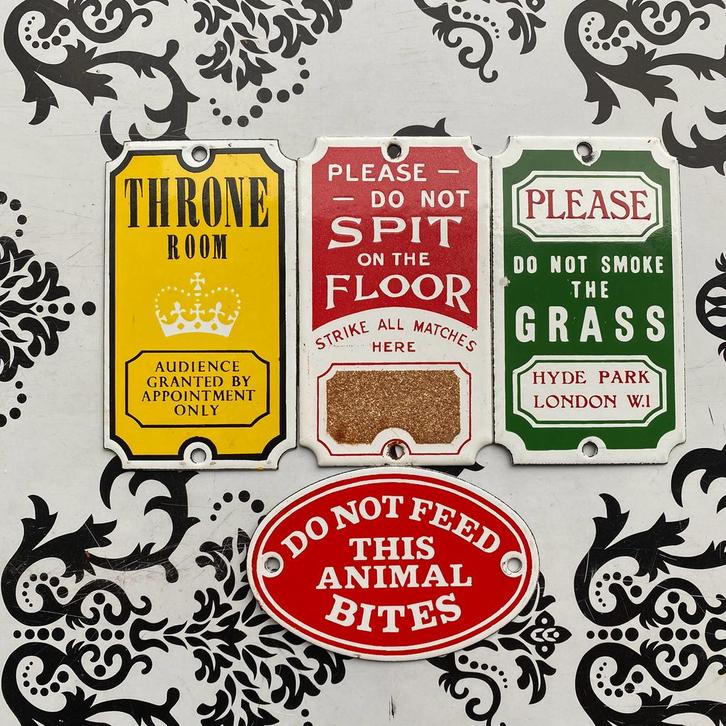 THRONE
ROOM
AUDIENCE
GRANTED BY
APPOINTMENT
ONLY
PLEASE —
— DO NOT
SPIT
ON THE
FLOOR
STRIKE ALL MATCHES
HERE
PLEASE
DO NOT SMOKE
THE
GRASS
HYDE PARK
LONDON W.1
DO NOT FEED
THIS
ANIMAL
BITES